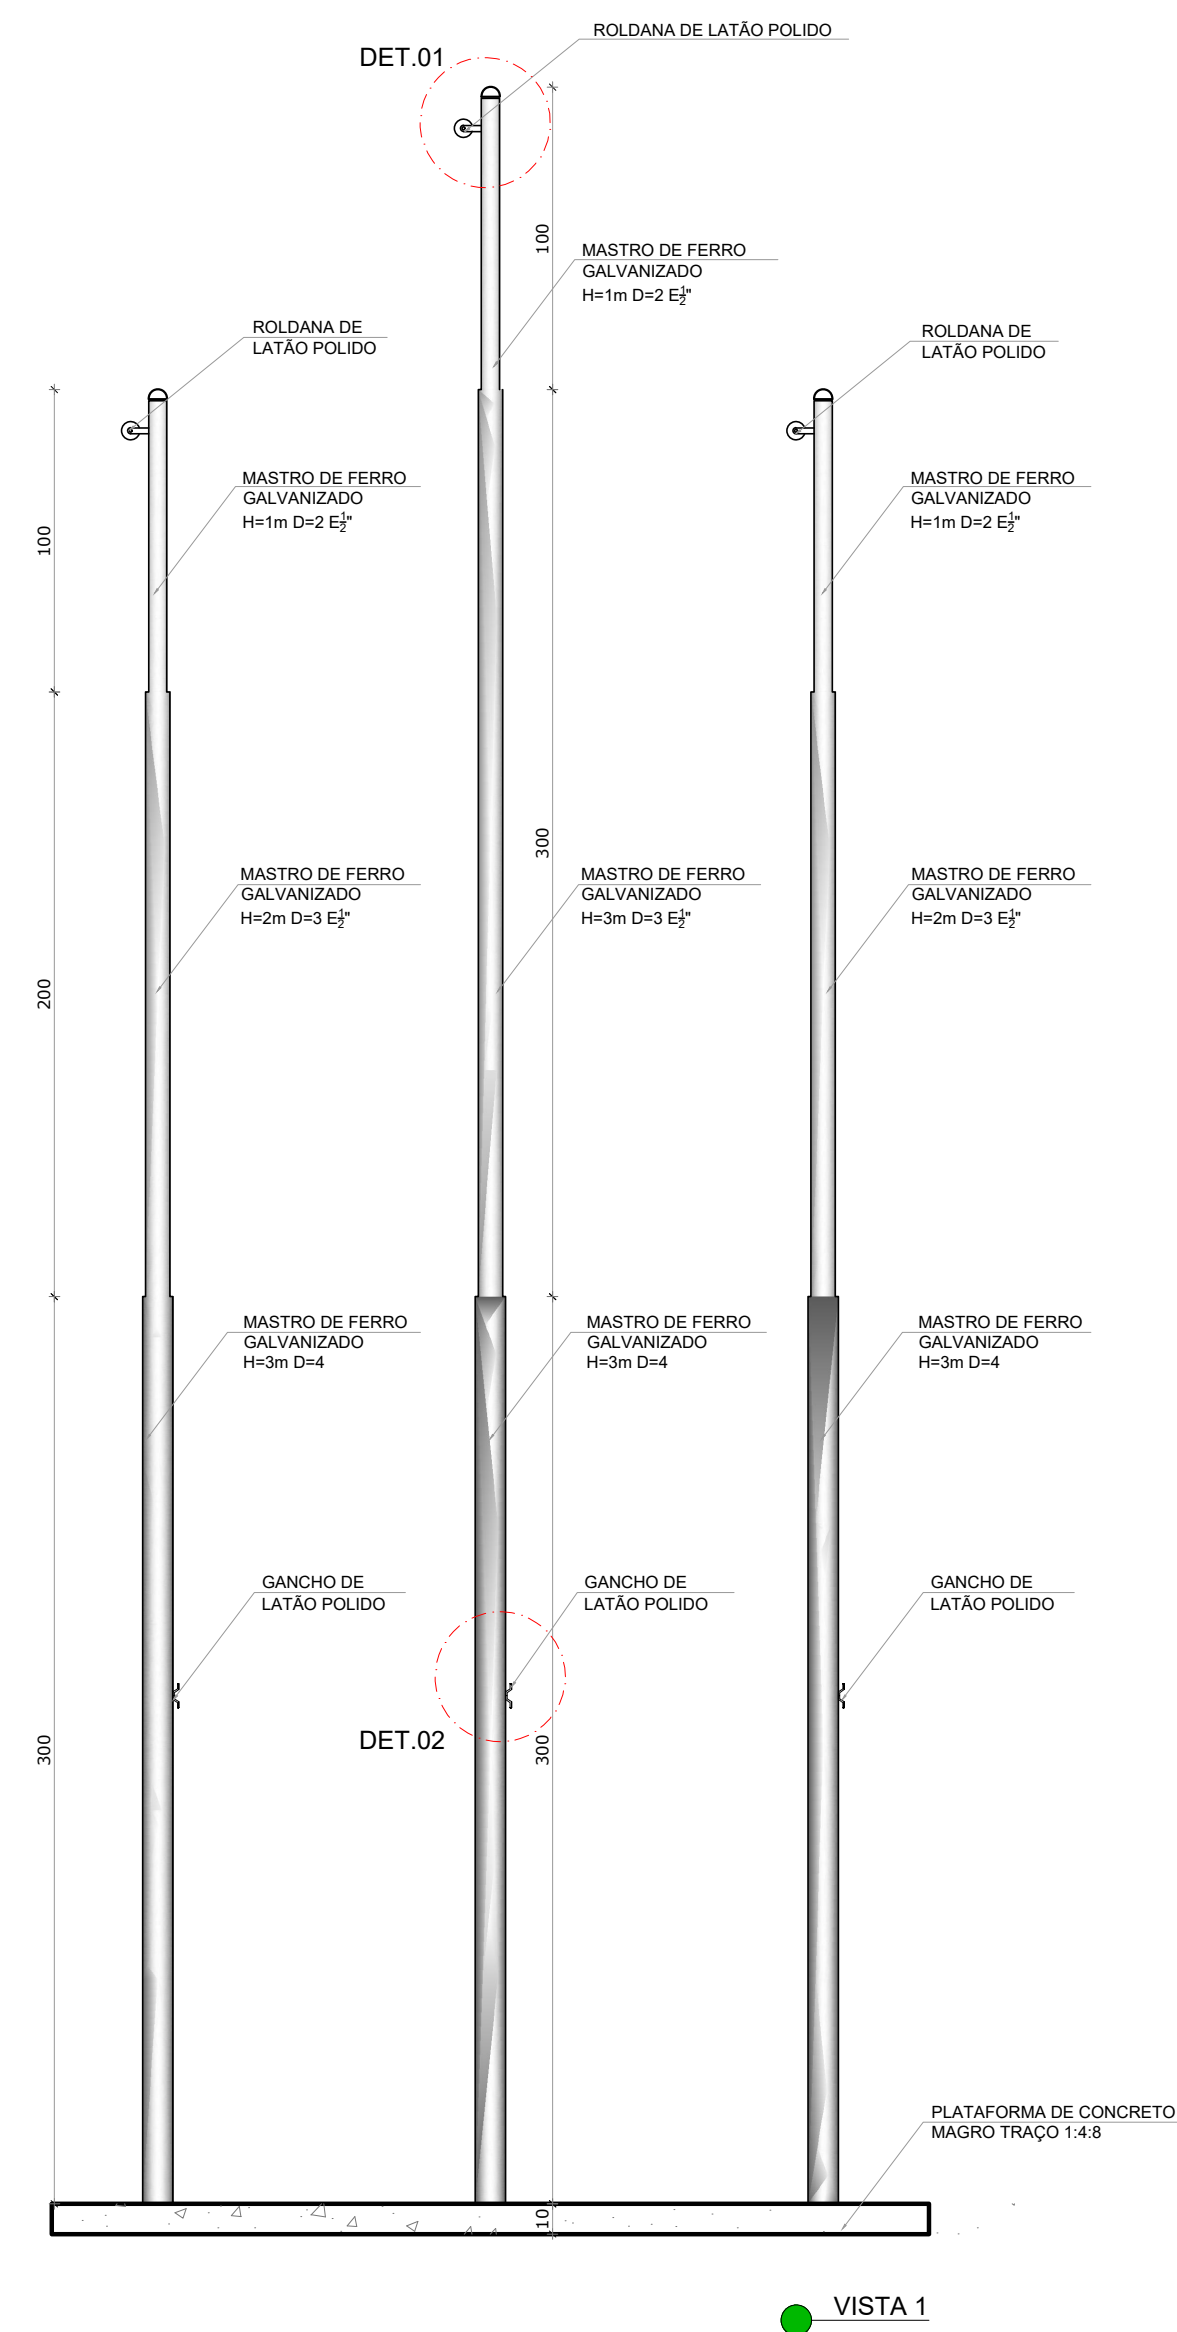 ROLDANA DE LATÃO POLIDO
DET.01
100
MASTRO DE FERRO
GALVANIZADO
H=1m D=2 E½"
ROLDANA DE
LATÃO POLIDO
ROLDANA DE
LATÃO POLIDO
MASTRO DE FERRO
GALVANIZADO
H=1m D=2 E½"
MASTRO DE FERRO
GALVANIZADO
H=1m D=2 E½"
100
300
MASTRO DE FERRO
GALVANIZADO
H=2m D=3 E½"
MASTRO DE FERRO
GALVANIZADO
H=3m D=3 E½"
MASTRO DE FERRO
GALVANIZADO
H=2m D=3 E½"
200
MASTRO DE FERRO
GALVANIZADO
H=3m D=4
MASTRO DE FERRO
GALVANIZADO
H=3m D=4
MASTRO DE FERRO
GALVANIZADO
H=3m D=4
GANCHO DE
LATÃO POLIDO
GANCHO DE
LATÃO POLIDO
GANCHO DE
LATÃO POLIDO
DET.02
300
300
PLATAFORMA DE CONCRETO
MAGRO TRAÇO 1:4:8
10
VISTA 1